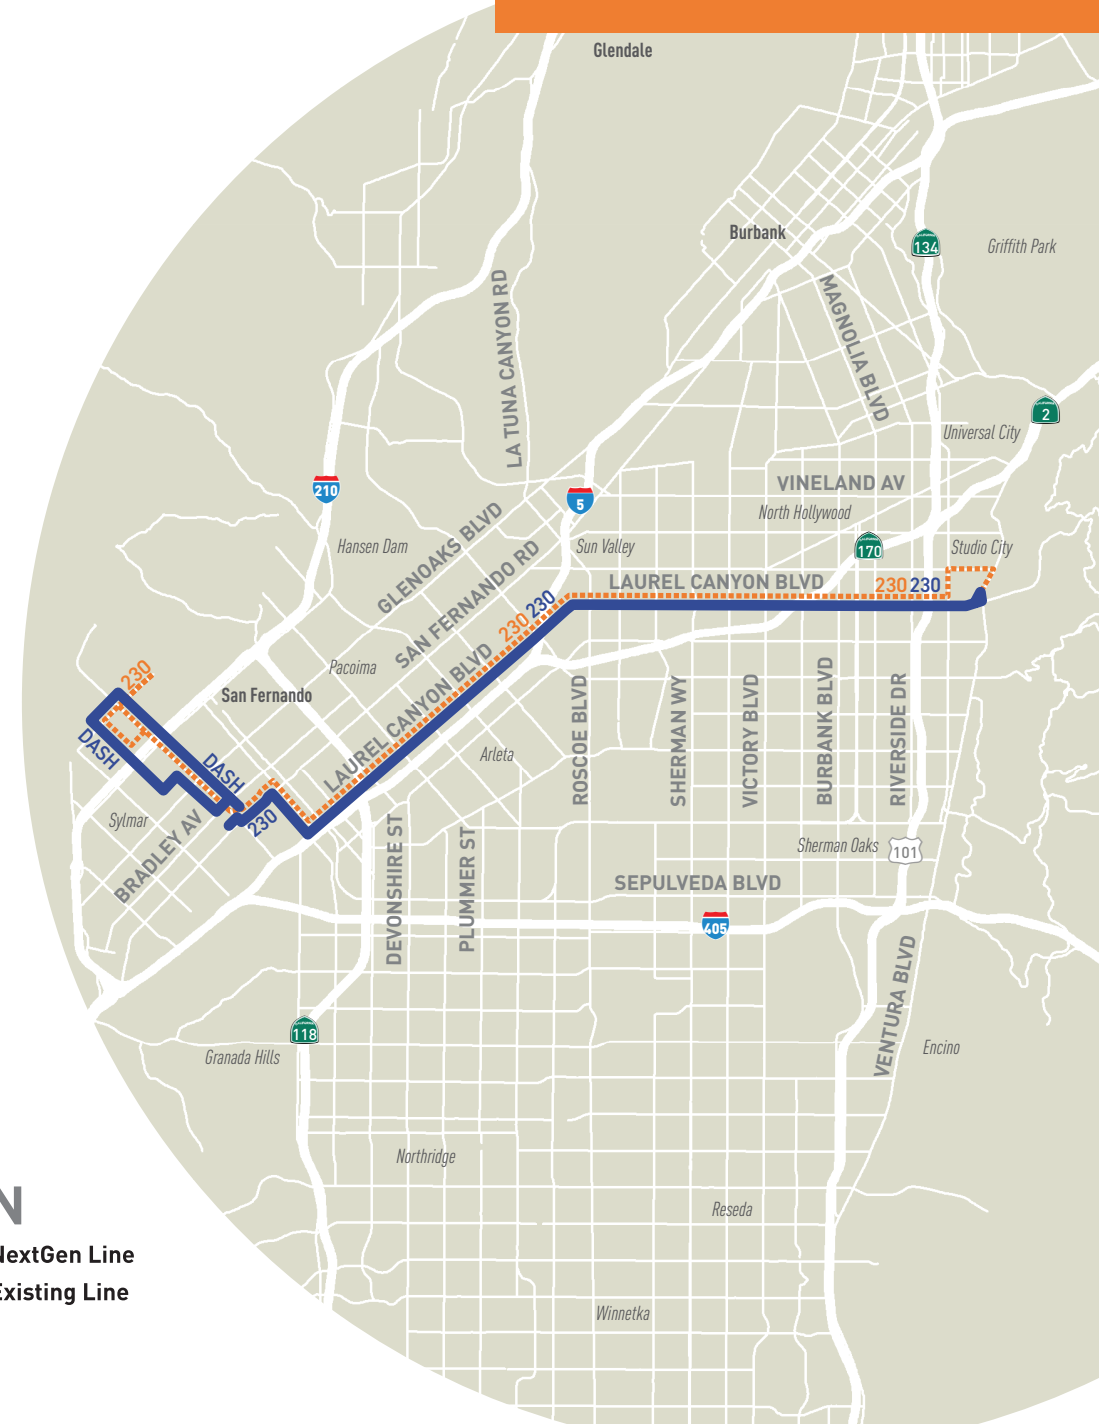 Glendale
Burbank
134
Griffith Park
LA TUNA CANYON RD
MAGNOLIA BLVD
2
Universal City
210
5
VINELAND AV
North Hollywood
170
Studio City
Hansen Dam
GLENOAKS BLVD
Sun Valley
SAN FERNANDO RD
LAUREL CANYON BLVD
230 230
230 230
LAUREL CANYON BLVD
Pacoima
230
San Fernando
DASH
DASH
230
Arleta
ROSCOE BLVD
SHERMAN WY
VICTORY BLVD
BURBANK BLVD
RIVERSIDE DR
Sylmar
BRADLEY AV
DEVONSHIRE ST
PLUMMER ST
Sherman Oaks
101
SEPULVEDA BLVD
405
VENTURA BLVD
118
Granada Hills
Encino
Northridge
Reseda
N
NextGen Line
Existing Line
Winnetka